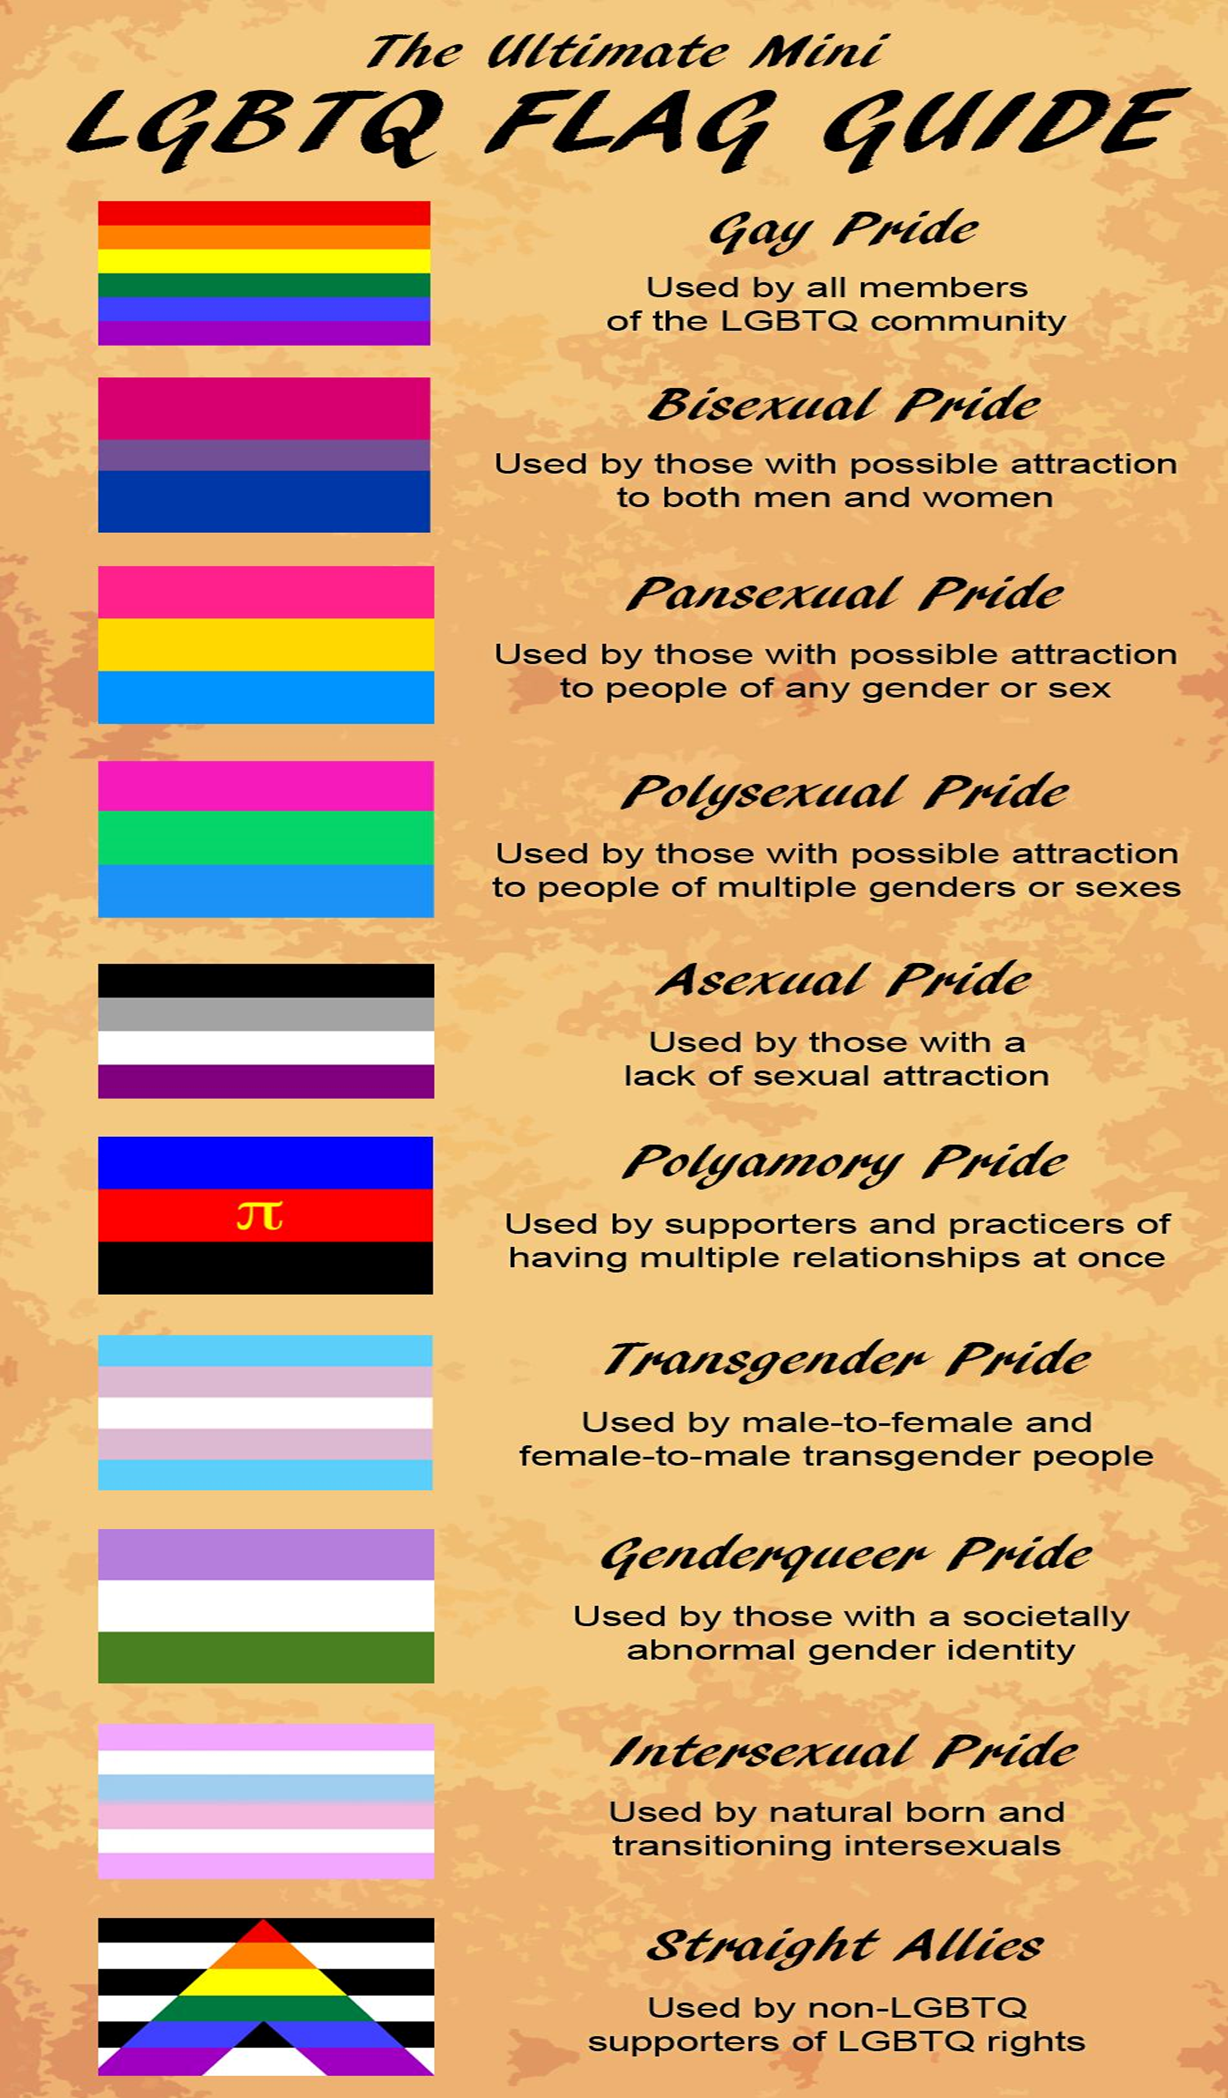 The Ultimate Mini
LGBTQ FLAG GUIDE
Gay Pride
Used by all members
of the LGBTQ community
Bisexual Pride
Used by those with possible attraction
to both men and women
Pansexual Pride
Used by those with possible attraction
to people of any gender or sex
Polysexual Pride
Used by those with possible attraction
to people of multiple genders or sexes
Asexual Pride
Used by those with a
lack of sexual attraction
π
Polyamory Pride
Used by supporters and practicers of
having multiple relationships at once
Transgender Pride
Used by male-to-female and
female-to-male transgender people
Genderqueer Pride
Used by those with a societally
abnormal gender identity
Intersexual Pride
Used by natural born and
transitioning intersexuals
Straight Allies
Used by non-LGBTQ
supporters of LGBTQ rights